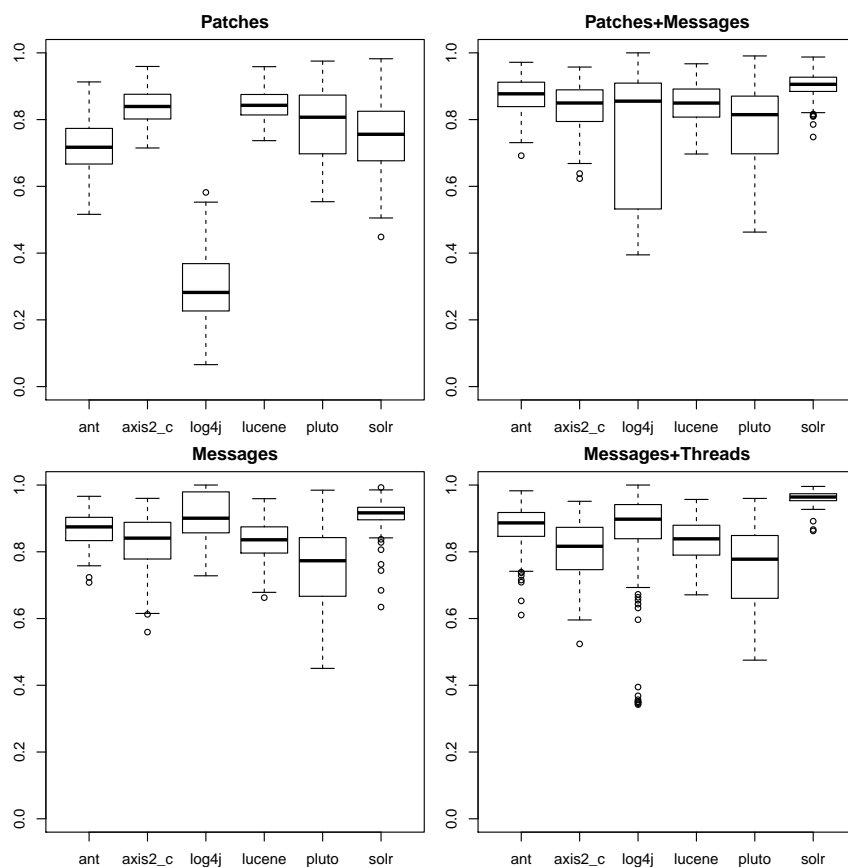 Patches
Patches+Messages
0.0 0.2 0.4 0.6 0.8 1.0
0.0 0.2 0.4 0.6 0.8 1.0
ant axis2_c log4j lucene pluto solr
ant axis2_c log4j lucene pluto solr
Messages
Messages+Threads
0.0 0.2 0.4 0.6 0.8 1.0
0.0 0.2 0.4 0.6 0.8 1.0
ant axis2_c log4j lucene pluto solr
ant axis2_c log4j lucene pluto solr